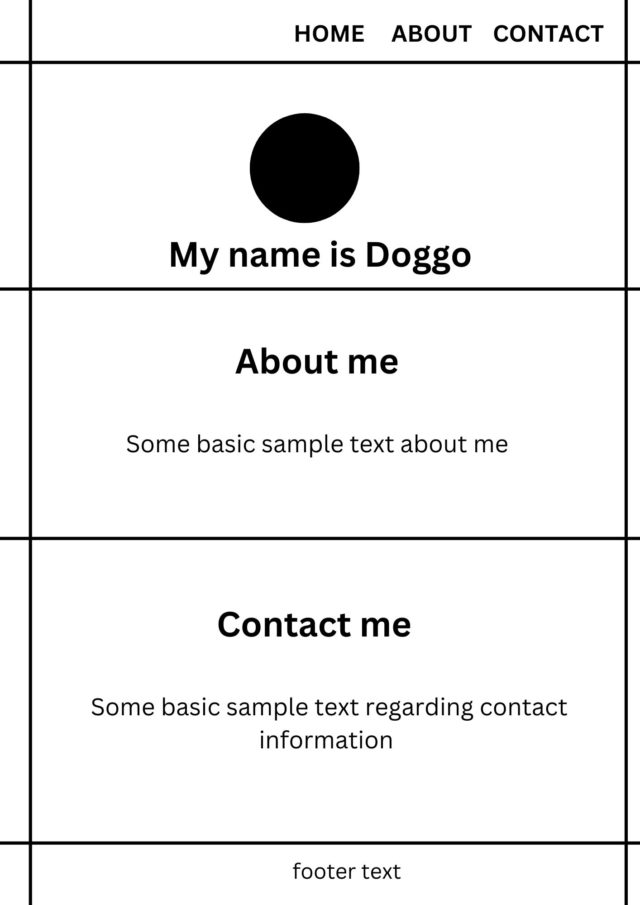 HOME ABOUT CONTACT
My name is Doggo
About me
Some basic sample text about me
Contact me
Some basic sample text regarding contact
information
footer text